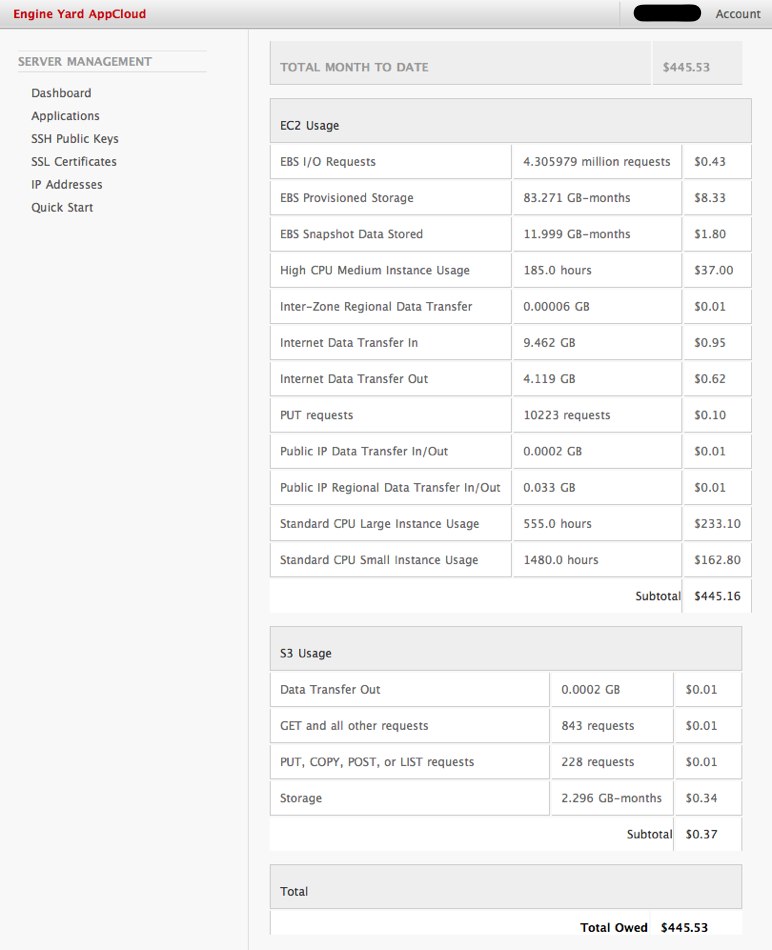 Engine Yard AppCloud Account
SERVER MANAGEMENT
Dashboard
Applications
SSH Public Keys
SSL Certificates
IP Addresses
Quick Start
TOTAL MONTH TO DATE $445.53
EC2 Usage
EBS I/O Requests 4.305979 million requests $0.43
EBS Provisioned Storage 83.271 GB-months $8.33
EBS Snapshot Data Stored 11.999 GB-months $1.80
High CPU Medium Instance Usage 185.0 hours $37.00
Inter-Zone Regional Data Transfer 0.00006 GB $0.01
Internet Data Transfer In 9.462 GB $0.95
Internet Data Transfer Out 4.119 GB $0.62
PUT requests 10223 requests $0.10
Public IP Data Transfer In/Out 0.0002 GB $0.01
Public IP Regional Data Transfer In/Out 0.033 GB $0.01
Standard CPU Large Instance Usage 555.0 hours $233.10
Standard CPU Small Instance Usage 1480.0 hours $162.80
Subtotal $445.16
S3 Usage
Data Transfer Out 0.0002 GB $0.01
GET and all other requests 843 requests $0.01
PUT, COPY, POST, or LIST requests 228 requests $0.01
Storage 2.296 GB-months $0.34
Subtotal $0.37
Total
Total Owed $445.53